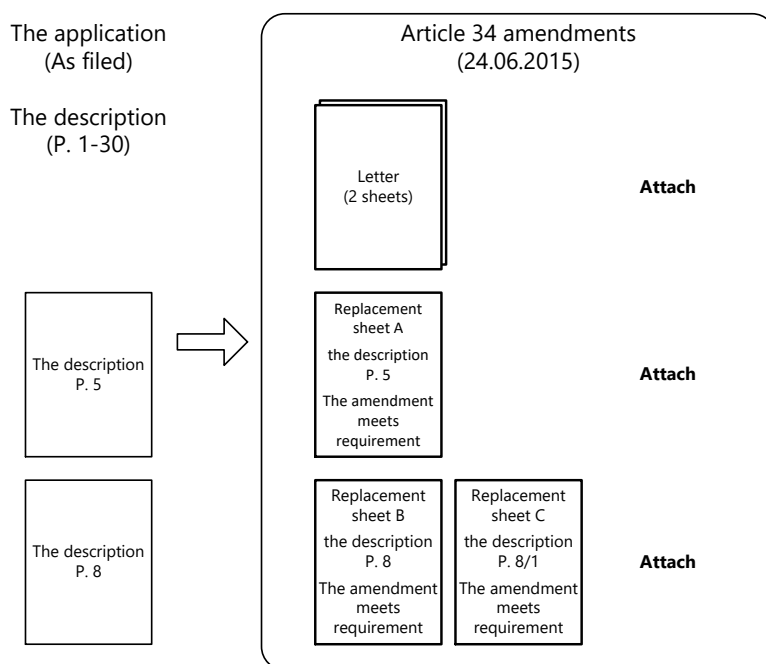 The application
(As filed)
The description
(P. 1-30)
Article 34 amendments
(24.06.2015)
Letter
(2 sheets)
Attach
The description
P. 5
Replacement
sheet A
the description
P. 5
The amendment
meets
requirement
Attach
The description
P. 8
Replacement
sheet B
the description
P. 8
The amendment
meets
requirement
Replacement
sheet C
the description
P. 8/1
The amendment
meets
requirement
Attach